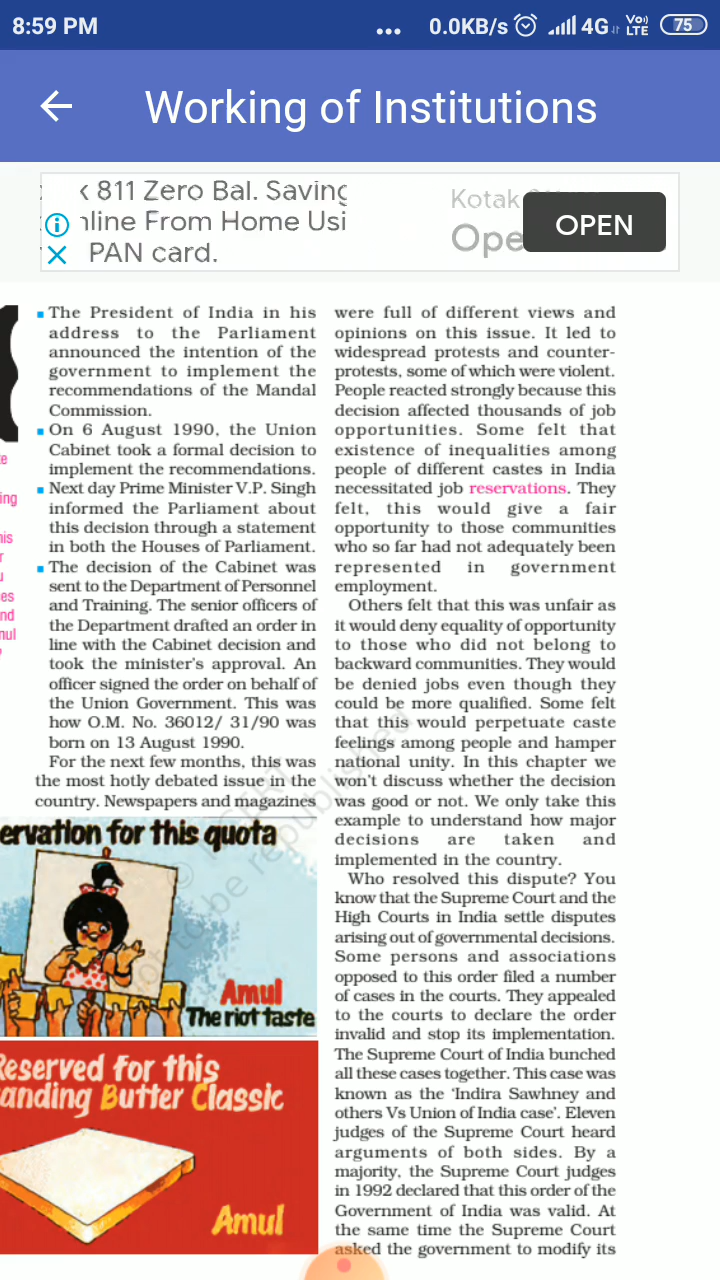 8:59 PM
... 0.0KB/s 4G Vo)) LTE 75
Working of Institutions
811 Zero Bal. Saving
nline From Home Usi
PAN card.
Kotak
Ope
OPEN
▪ The President of India in his
address to the Parliament
announced the intention of the
government to implement the
recommendations of the Mandal
Commission.
▪ On 6 August 1990, the Union
Cabinet took a formal decision to
implement the recommendations.
▪ Next day Prime Minister V.P. Singh
informed the Parliament about
this decision through a statement
in both the Houses of Parliament.
▪ The decision of the Cabinet was
sent to the Department of Personnel
and Training. The senior officers of
the Department drafted an order in
line with the Cabinet decision and
took the minister's approval. An
officer signed the order on behalf of
the Union Government. This was
how O.M. No. 36012/ 31/90 was
born on 13 August 1990.
For the next few months, this was
the most hotly debated issue in the
country. Newspapers and magazines
ervation for this quota
Amul
The riot taste
Reserved for this
anding Butter Classic
Amul
were full of different views and
opinions on this issue. It led to
widespread protests and counter-
protests, some of which were violent.
People reacted strongly because this
decision affected thousands of job
opportunities. Some felt that
existence of inequalities among
people of different castes in India
necessitated job reservations. They
felt, this would give a fair
opportunity to those communities
who so far had not adequately been
represented in government
employment.
Others felt that this was unfair as
it would deny equality of opportunity
to those who did not belong to
backward communities. They would
be denied jobs even though they
could be more qualified. Some felt
that this would perpetuate caste
feelings among people and hamper
national unity. In this chapter we
won't discuss whether the decision
was good or not. We only take this
example to understand how major
decisions are taken and
implemented in the country.
Who resolved this dispute? You
know that the Supreme Court and the
High Courts in India settle disputes
arising out of governmental decisions.
Some persons and associations
opposed to this order filed a number
of cases in the courts. They appealed
to the courts to declare the order
invalid and stop its implementation.
The Supreme Court of India bunched
all these cases together. This case was
known as the 'Indira Sawhney and
others Vs Union of India case'. Eleven
judges of the Supreme Court heard
arguments of both sides. By a
majority, the Supreme Court judges
in 1992 declared that this order of the
Government of India was valid. At
the same time the Supreme Court
asked the government to modify its